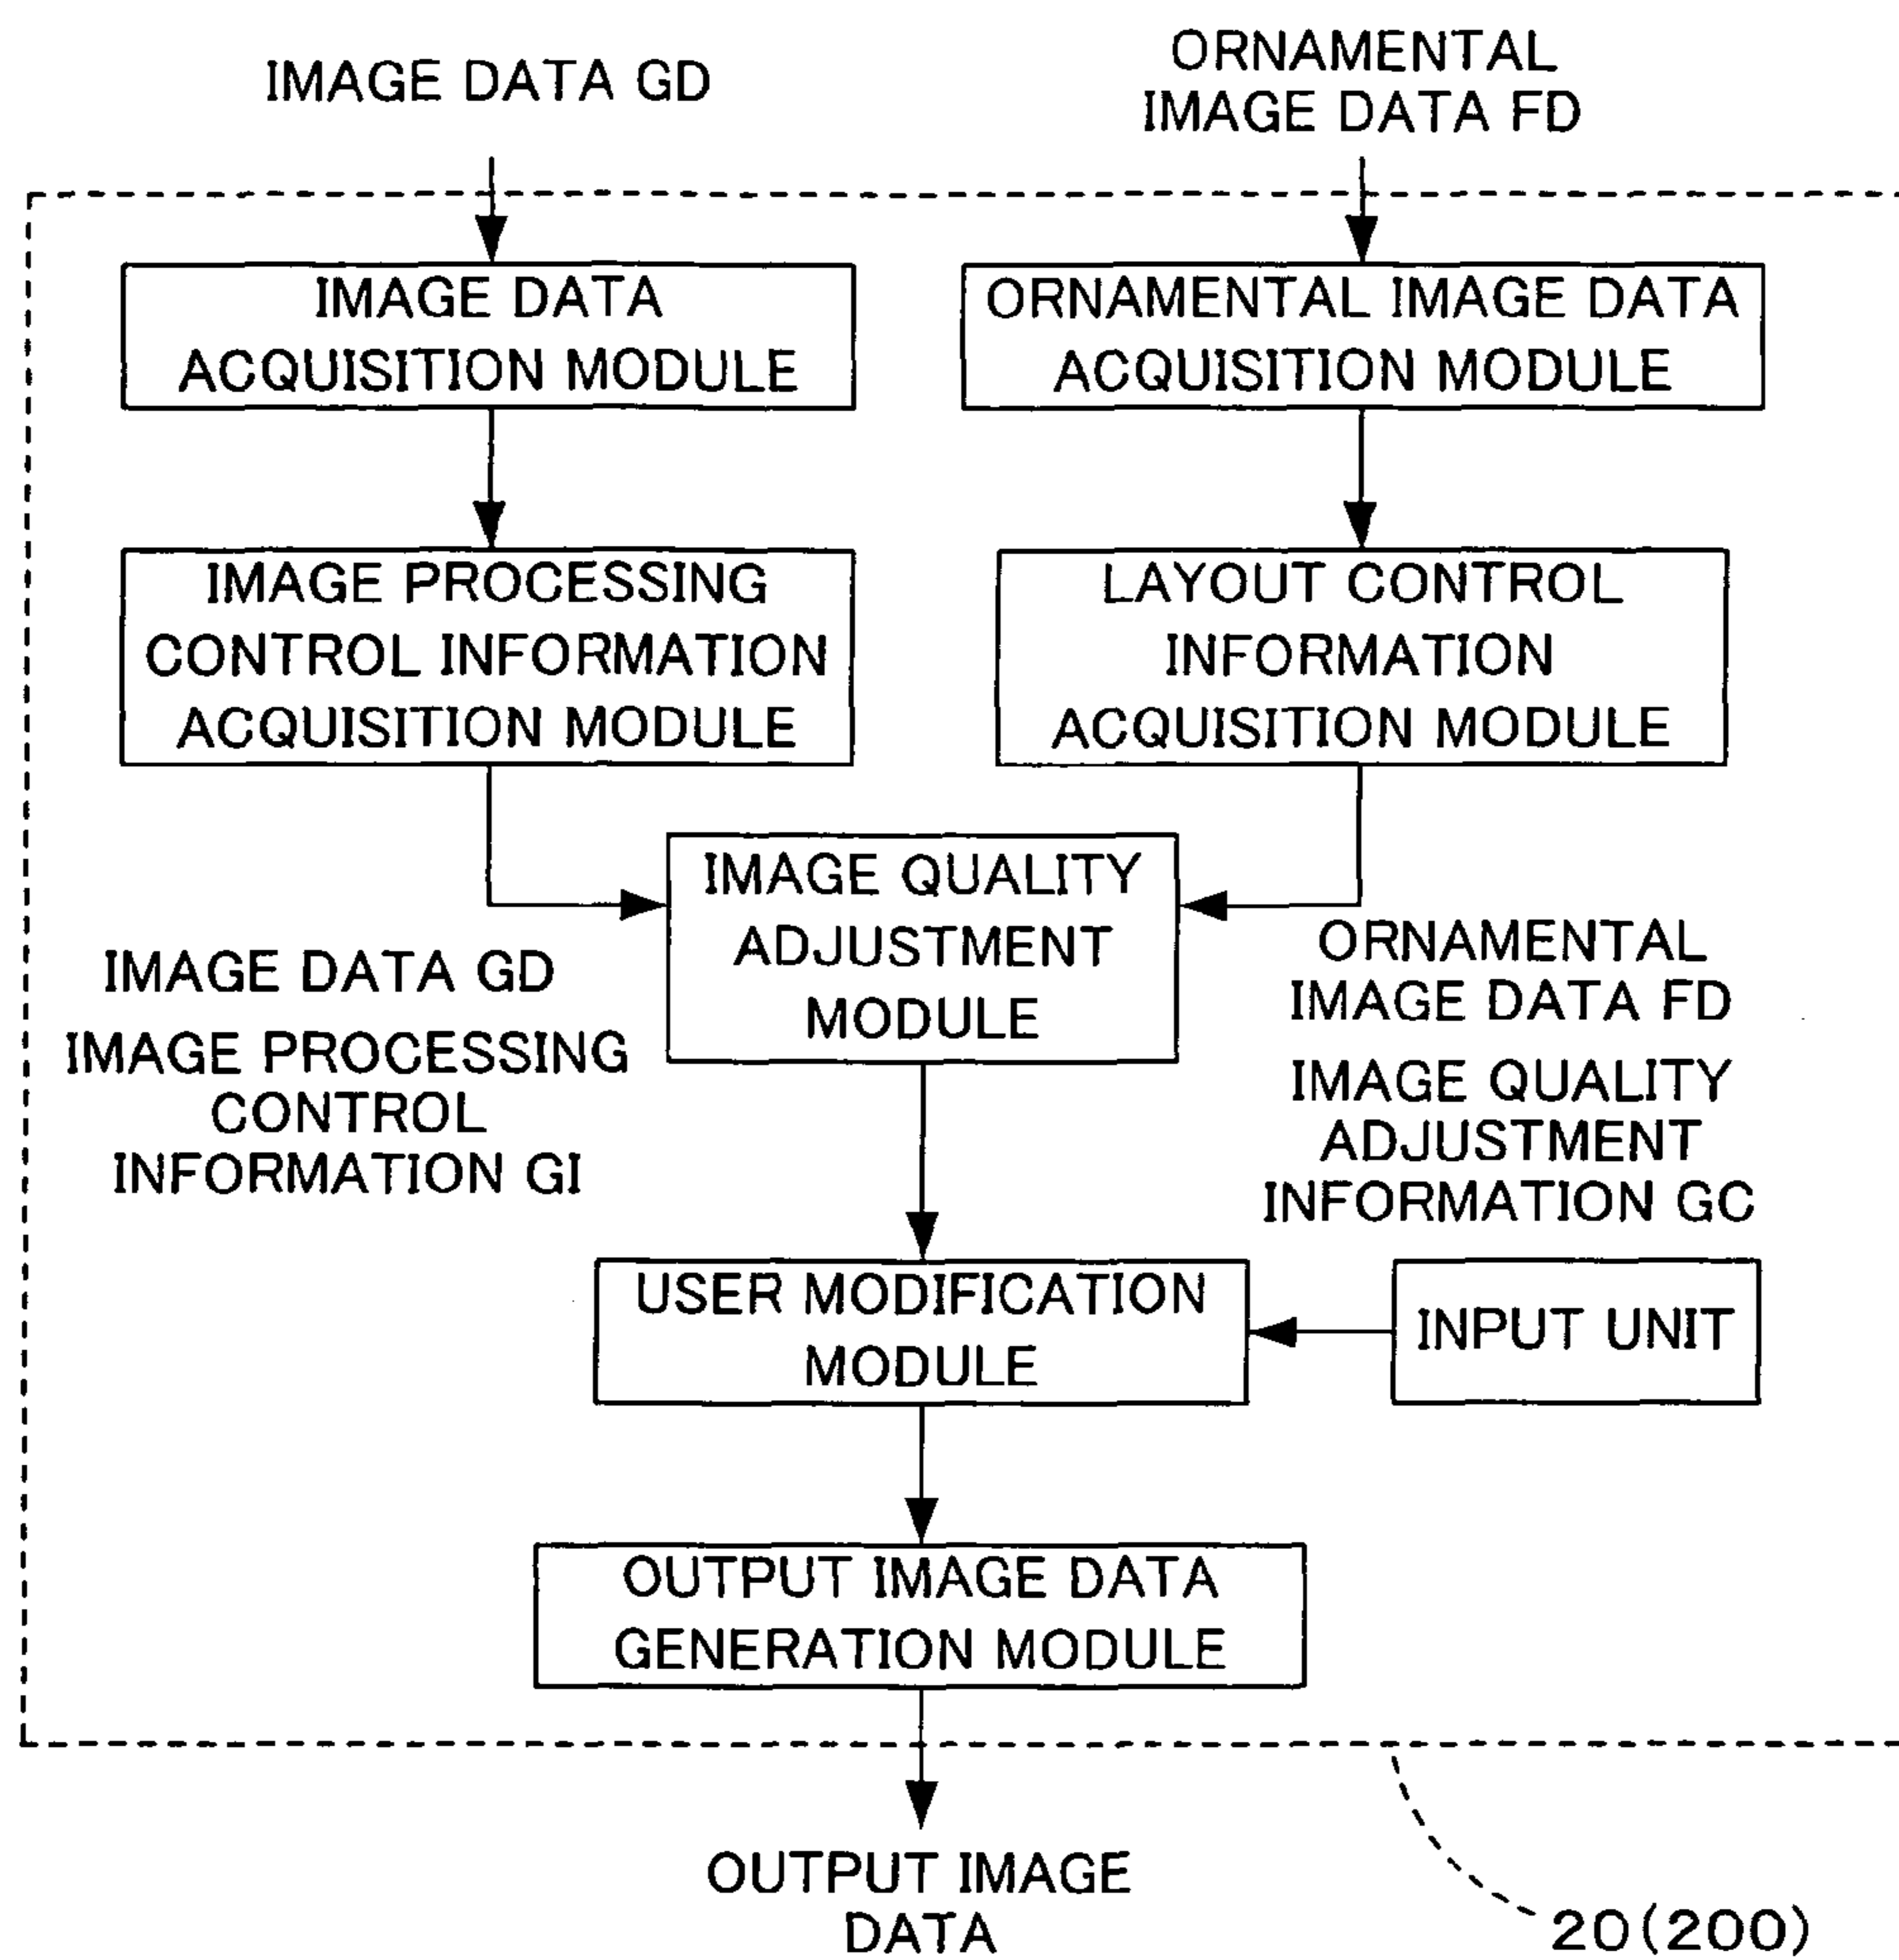 IMAGE DATA GD
ORNAMENTAL
IMAGE DATA FD
IMAGE DATA
ACQUISITION MODULE
ORNAMENTAL IMAGE DATA
ACQUISITION MODULE
IMAGE PROCESSING
CONTROL INFORMATION
ACQUISITION MODULE
LAYOUT CONTROL
INFORMATION
ACQUISITION MODULE
IMAGE QUALITY
ADJUSTMENT
MODULE
IMAGE DATA GD
IMAGE PROCESSING
CONTROL
INFORMATION GI
ORNAMENTAL
IMAGE DATA FD
IMAGE QUALITY
ADJUSTMENT
INFORMATION GC
USER MODIFICATION
MODULE
INPUT UNIT
OUTPUT IMAGE DATA
GENERATION MODULE
OUTPUT IMAGE
DATA
20(200)